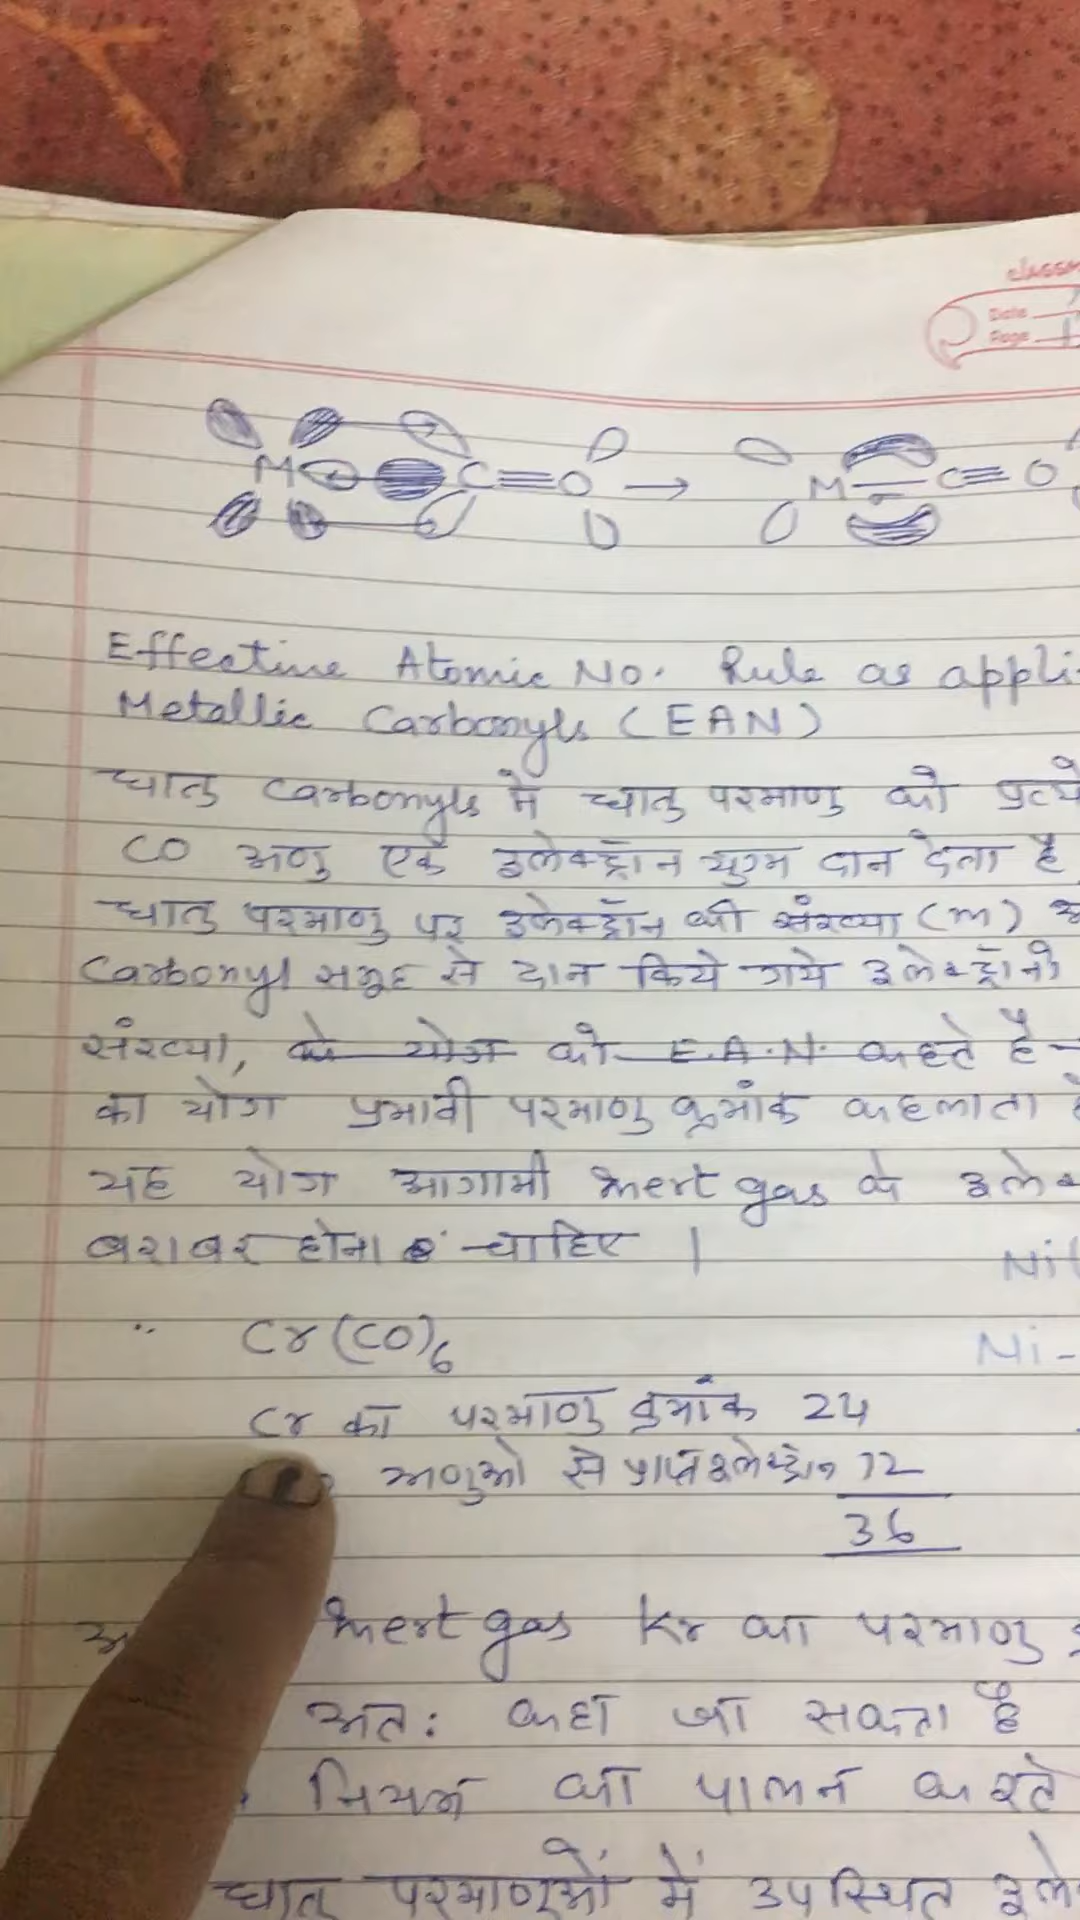 classm
Date
Page
M C≡O → M C≡O
σ
Effective Atomic No. Rule as appli
Metallic Carbonyls (EAN)
धातु Carbonyls में धातु परमाणु को प्रत्ये
CO अणु एक इलेक्ट्रॉन युग्म दान देता है
धातु परमाणु पर इलेक्ट्रॉन की संख्या (m)
Carbonyl समूह से दान किये गये इलेक्ट्रॉनो
संख्या, के योग को E.A.N. कहते है
का योग प्रभावी परमाणु क्रमांक कहलाता है
यह योग आगामी Inert gas के इलेक्
बराबर होना चाहिए |
Ni(
∵ Cr(CO)6
Ni-
Cr का परमाणु क्रमांक 24
अणुओ से प्राप्त इलेक्ट्रोन 12
36
Inert gas Kr का परमाणु
अत: कहा जा सकता है
नियम का पालन करते
धातु परमाणुओं में उपस्थित इले